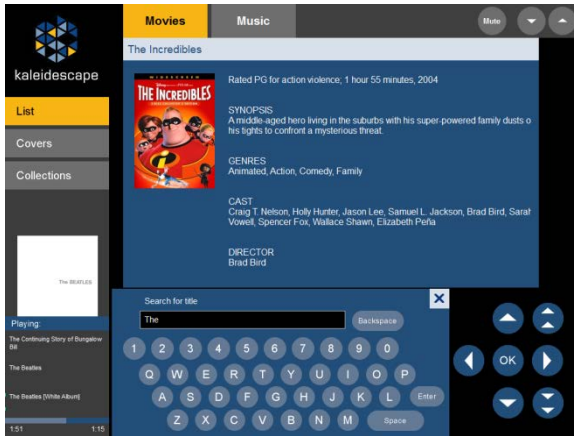 Movies
Music
Mute
The Incredibles
kaleidescape
List
Covers
Collections
WIDESCREEN
THE INCREDIBLES
Rated PG for action violence; 1 hour 55 minutes, 2004
SYNOPSIS
A middle-aged hero living in the suburbs with his super-powered family dusts o
his tights to confront a mysterious threat.
GENRES
Animated, Action, Comedy, Family
CAST
Craig T. Nelson, Holly Hunter, Jason Lee, Samuel L. Jackson, Brad Bird, Sarah
Vowell, Spencer Fox, Wallace Shawn, Elizabeth Peña
DIRECTOR
Brad Bird
The BEATLES
Playing:
The Continuing Story of Bungalow
Bill
The Beatles
The Beatles [White Album]
1:51
1:15
Search for title
The
Backspace
1 2 3 4 5 6 7 8 9 0
Q W E R T Y U I O P
A S D F G H J K L Enter
Z X C V B N M Space
OK